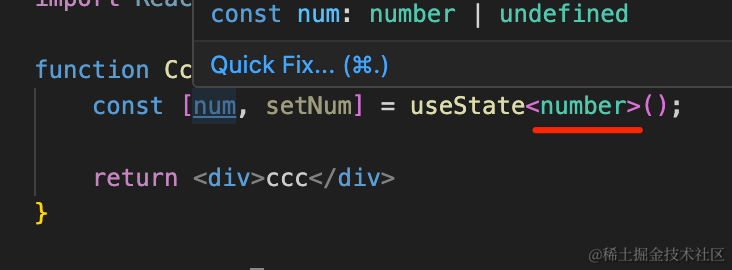 import Reac
const num: number | undefined
Quick Fix... (⌘.)
function Cc
const [num, setNum] = useState<number>();
return <div>ccc</div>
}
@稀土掘金技术社区